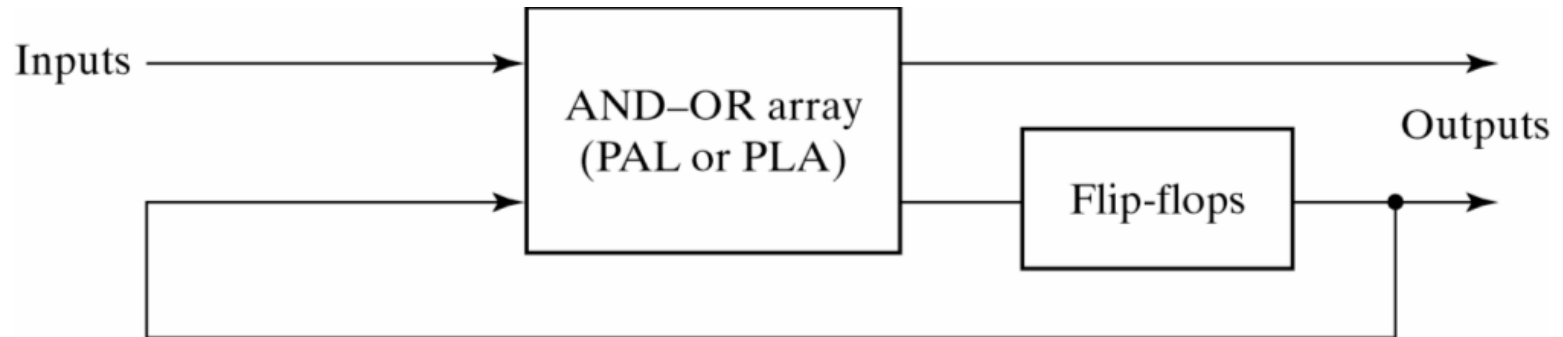 Inputs
AND–OR array
(PAL or PLA)
Outputs
Flip-flops